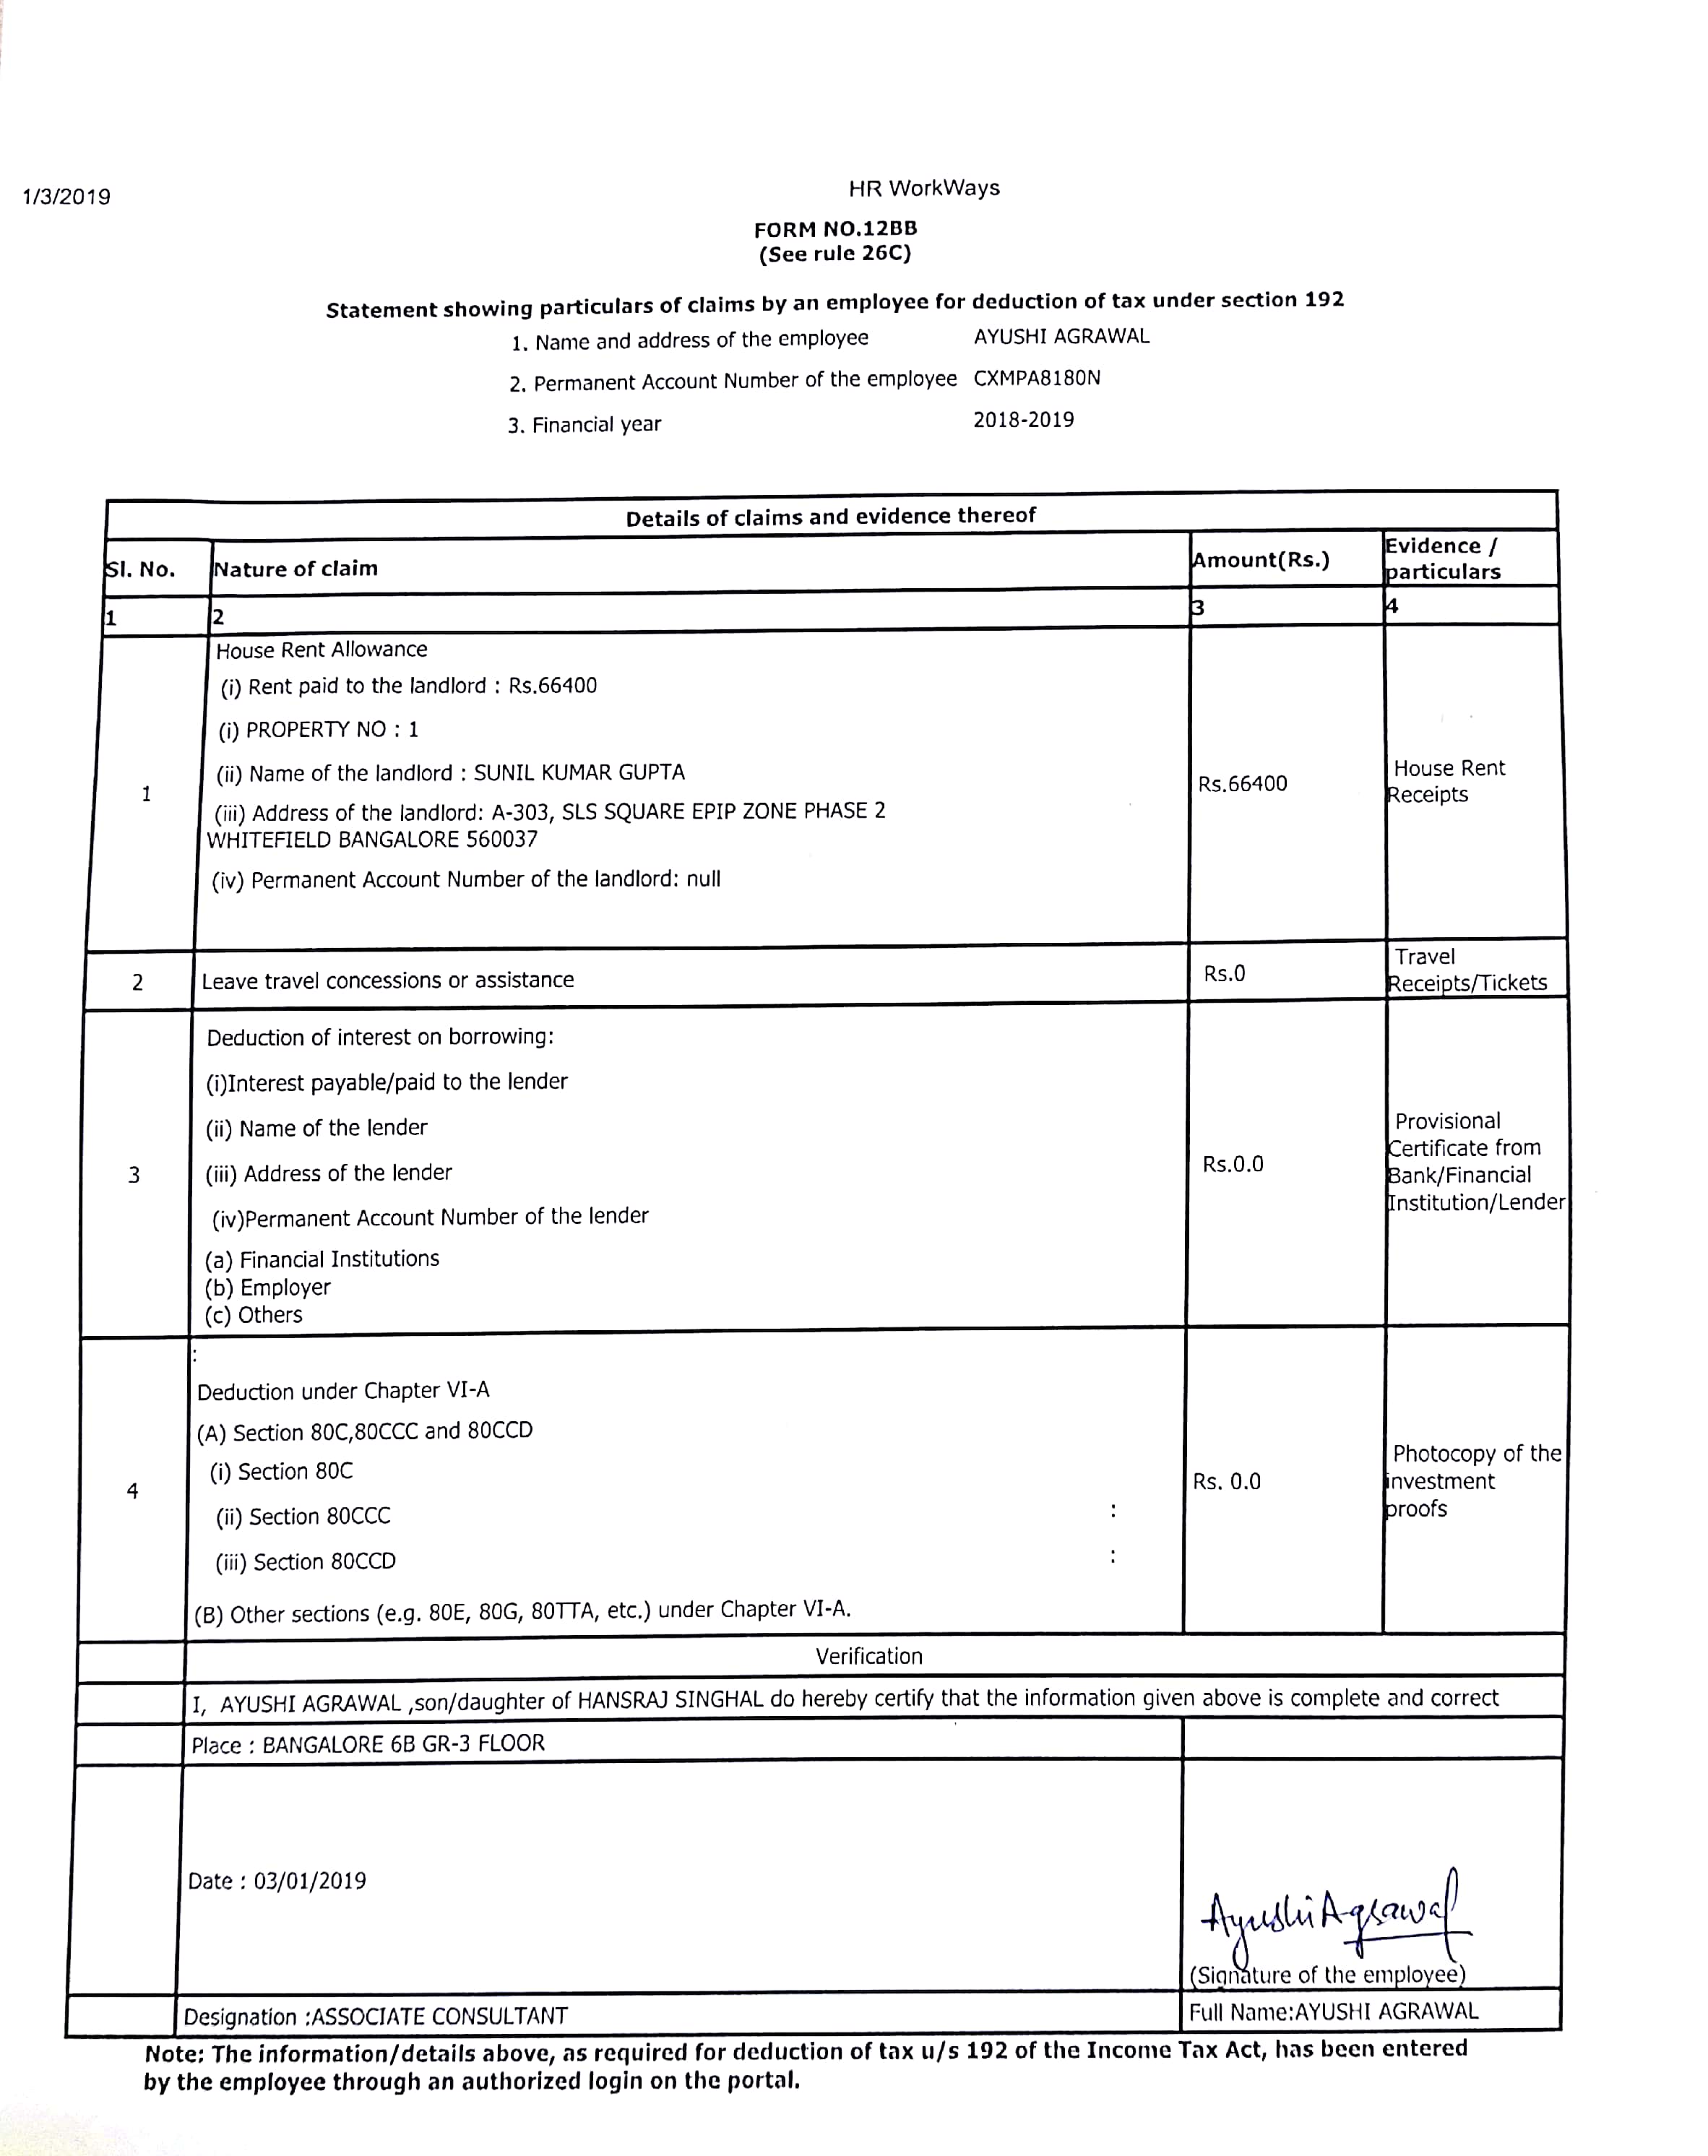 1/3/2019
HR WorkWays
FORM NO.12BB
(See rule 26C)
Statement showing particulars of claims by an employee for deduction of tax under section 192
1. Name and address of the employee AYUSHI AGRAWAL
2. Permanent Account Number of the employee CXMPA8180N
3. Financial year 2018-2019
Details of claims and evidence thereof
Sl. No. Nature of claim Amount(Rs.) Evidence /
particulars
1 2 3 4
House Rent Allowance
(i) Rent paid to the landlord : Rs.66400
(i) PROPERTY NO : 1
(ii) Name of the landlord : SUNIL KUMAR GUPTA
(iii) Address of the landlord: A-303, SLS SQUARE EPIP ZONE PHASE 2
WHITEFIELD BANGALORE 560037
(iv) Permanent Account Number of the landlord: null
1
Rs.66400
House Rent
Receipts
2 Leave travel concessions or assistance Rs.0 Travel
Receipts/Tickets
Deduction of interest on borrowing:
(i)Interest payable/paid to the lender
(ii) Name of the lender
(iii) Address of the lender
(iv)Permanent Account Number of the lender
(a) Financial Institutions
(b) Employer
(c) Others
3
Rs.0.0
Provisional
Certificate from
Bank/Financial
Institution/Lender
:
Deduction under Chapter VI-A
(A) Section 80C,80CCC and 80CCD
(i) Section 80C
(ii) Section 80CCC :
(iii) Section 80CCD :
(B) Other sections (e.g. 80E, 80G, 80TTA, etc.) under Chapter VI-A.
4
Rs. 0.0
Photocopy of the
investment
proofs
Verification
I, AYUSHI AGRAWAL ,son/daughter of HANSRAJ SINGHAL do hereby certify that the information given above is complete and correct
Place : BANGALORE 6B GR-3 FLOOR
Date : 03/01/2019
Ayushi Agrawal
(Signature of the employee)
Designation :ASSOCIATE CONSULTANT Full Name:AYUSHI AGRAWAL
Note: The information/details above, as required for deduction of tax u/s 192 of the Income Tax Act, has been entered
by the employee through an authorized login on the portal.